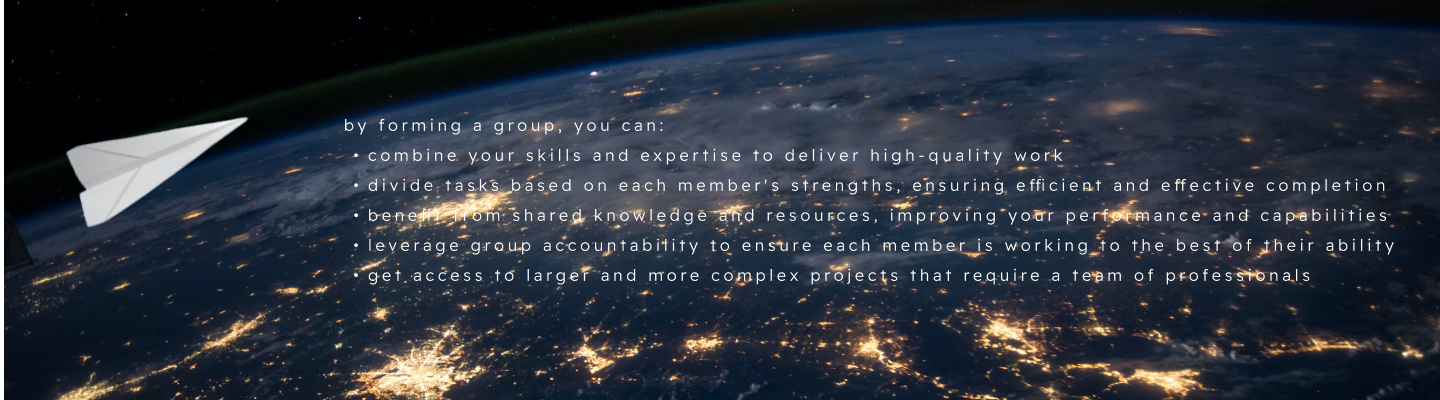 by forming a group, you can:
• combine your skills and expertise to deliver high-quality work
• divide tasks based on each member's strengths, ensuring efficient and effective completion
• benefit from shared knowledge and resources, improving your performance and capabilities
• leverage group accountability to ensure each member is working to the best of their ability
• get access to larger and more complex projects that require a team of professionals